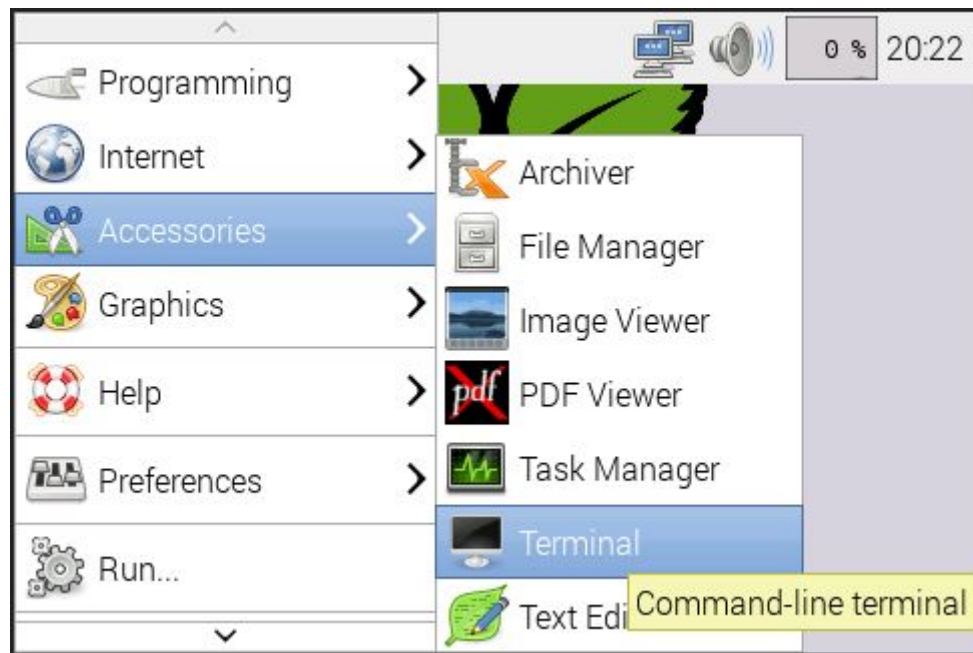 0 % 20:22
Programming
Internet
Accessories
Graphics
Help
Preferences
Run...
Archiver
File Manager
Image Viewer
pdf PDF Viewer
Task Manager
Terminal
Text Edi
Command-line terminal